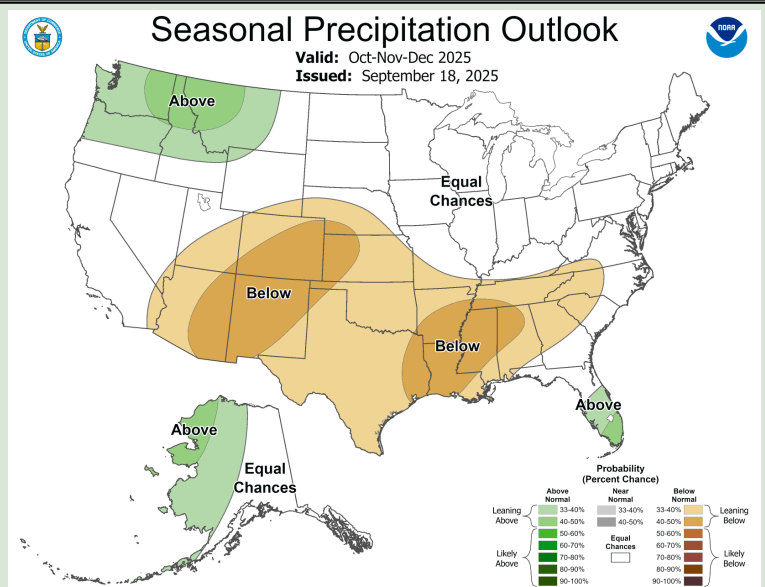 Seasonal Precipitation Outlook
Valid: Oct-Nov-Dec 2025
Issued: September 18, 2025
NOAA
Above
Equal
Chances
Below
Below
Above
Above
Equal
Chances
Probability
(Percent Chance)
Above
Normal
Near
Normal
Below
Normal
Leaning
Above
33-40%
40-50%
33-40%
40-50%
33-40%
40-50%
Leaning
Below
Likely
Above
50-60%
60-70%
70-80%
80-90%
90-100%
Equal
Chances
50-60%
60-70%
70-80%
80-90%
90-100%
Likely
Below